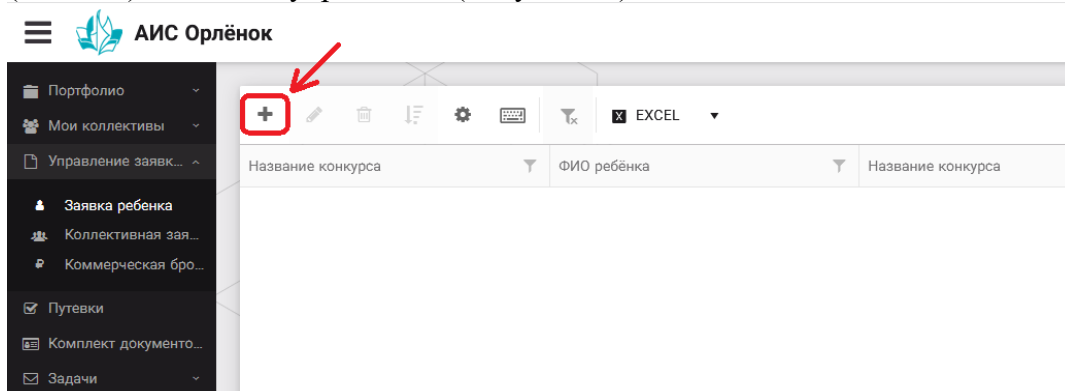 АИС Орлёнок
Портфолио
Мои коллективы
Управление заявк...
Заявка ребенка
Коллективная зая...
Коммерческая бро...
Путевки
Комплект документо...
Задачи
EXCEL
Название конкурса ФИО ребёнка Название конкурса